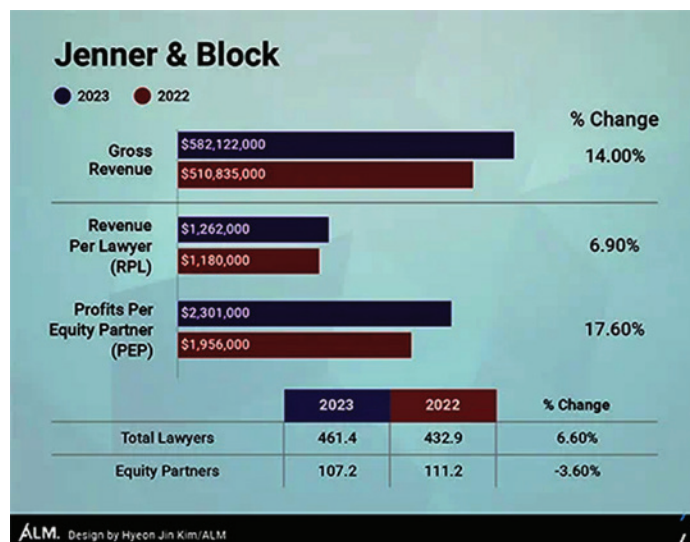 Jenner & Block
2023 2022
% Change
Gross
Revenue
$582,122,000
$510,835,000
14.00%
Revenue
Per Lawyer
(RPL)
$1,262,000
$1,180,000
6.90%
Profits Per
Equity Partner
(PEP)
$2,301,000
$1,956,000
17.60%
2023 2022 % Change
Total Lawyers 461.4 432.9 6.60%
Equity Partners 107.2 111.2 -3.60%
ALM. Design by Hyeon Jin Kim/ALM